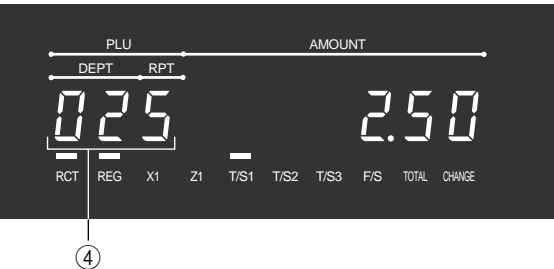 PLU AMOUNT
DEPT RPT
025 2.50
RCT REG X1 Z1 T/S1 T/S2 T/S3 F/S TOTAL CHANGE
④